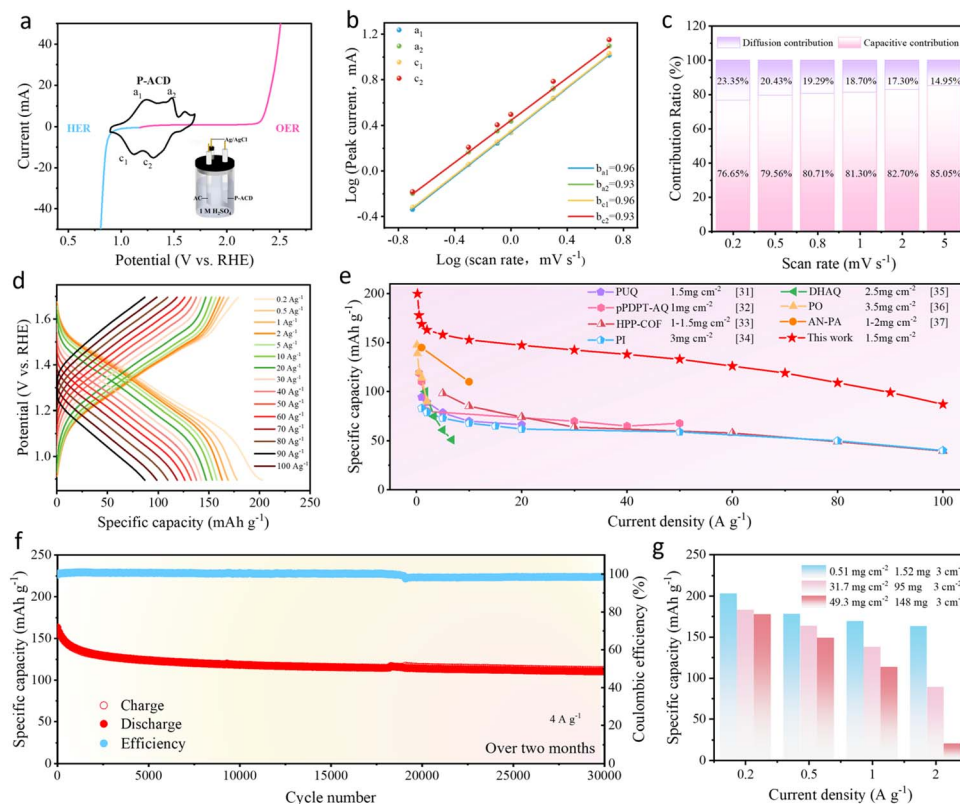 a
50
25
0
-25
-50
Current (mA)
P-ACD
a1
a2
c1
c2
HER
OER
Ag/AgCl
AC
P-ACD
1 M H2SO4
0.5 1.0 1.5 2.0 2.5
Potential (V vs. RHE)
b
1.2
0.8
0.4
0.0
-0.4
Log (Peak current, mA)
a1
a2
c1
c2
ba1=0.96
ba2=0.93
bc1=0.96
bc2=0.93
-0.8 -0.4 0.0 0.4 0.8
Log (scan rate, mV s-1)
c
120
100
80
60
40
20
0
Contribution Ratio (%)
Diffusion contribution
Capacitive contribution
23.35% 20.43% 19.29% 18.70% 17.30% 14.95%
76.65% 79.56% 80.71% 81.30% 82.70% 85.05%
0.2 0.5 0.8 1 2 5
Scan rate (mV s-1)
d
1.6
1.4
1.2
1.0
Potential (V vs. RHE)
0.2 Ag-1
0.5 Ag-1
1 Ag-1
2 Ag-1
5 Ag-1
10 Ag-1
20 Ag-1
30 Ag-1
40 Ag-1
50 Ag-1
60 Ag-1
70 Ag-1
80 Ag-1
90 Ag-1
100 Ag-1
0 50 100 150 200 250
Specific capacity (mAh g-1)
e
200
150
100
50
0
Specific capacity (mAh g-1)
PUQ 1.5mg cm-2 [31]
pPDPT-AQ 1mg cm-2 [32]
HPP-COF 1-1.5mg cm-2 [33]
PI 3mg cm-2 [34]
DHAQ 2.5mg cm-2 [35]
PO 3.5mg cm-2 [36]
AN-PA 1-2mg cm-2 [37]
This work 1.5mg cm-2
0 20 40 60 80 100
Current density (A g-1)
f
250
200
150
100
50
0
Specific capacity (mAh g-1)
Charge
Discharge
Efficiency
4 A g-1
Over two months
100
80
60
40
20
0
Coulombic efficiency (%)
0 5000 10000 15000 20000 25000 30000
Cycle number
g
250
200
150
100
50
0
Specific capacity (mAh g-1)
0.51 mg cm-2 1.52 mg 3 cm-2
31.7 mg cm-2 95 mg 3 cm-2
49.3 mg cm-2 148 mg 3 cm-2
0.2 0.5 1 2
Current density (A g-1)